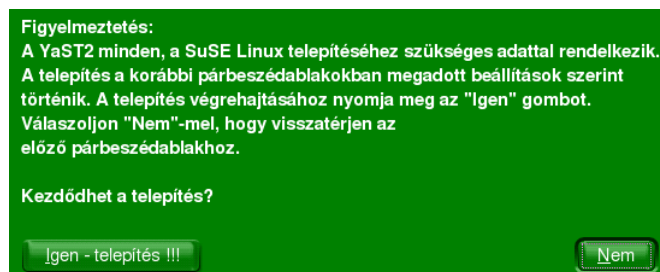 Figyelmeztetés:
A YaST2 minden, a SuSE Linux telepítéséhez szükséges adattal rendelkezik.
A telepítés a korábbi párbeszédablakokban megadott beállítások szerint
történik. A telepítés végrehajtásához nyomja meg az "Igen" gombot.
Válaszoljon "Nem"-mel, hogy visszatérjen az
előző párbeszédablakhoz.
Kezdődhet a telepítés?
Igen - telepítés !!!
Nem